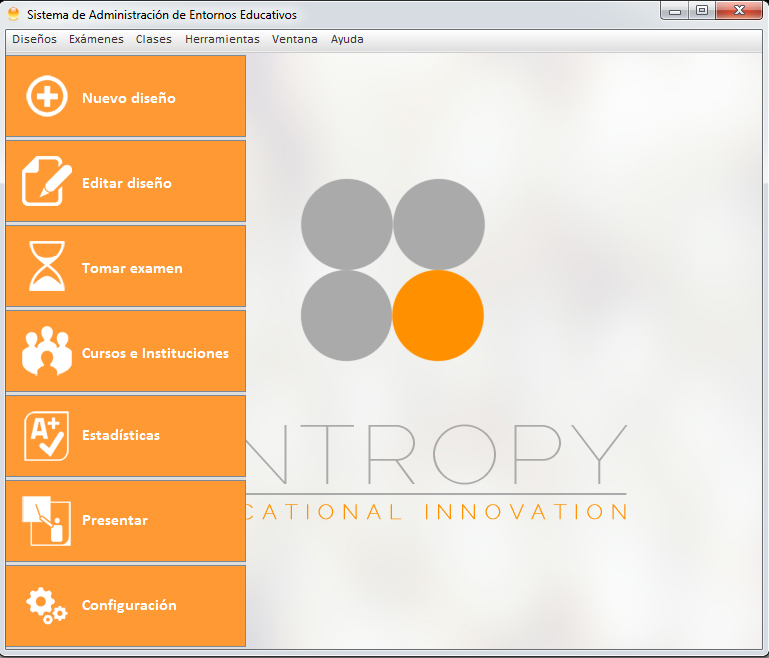 Sistema de Administración de Entornos Educativos
Diseños Exámenes Clases Herramientas Ventana Ayuda
Nuevo diseño
Editar diseño
Tomar examen
Cursos e Instituciones
A+
Estadísticas
Presentar
Configuración
NTROPY
CATIONAL INNOVATION